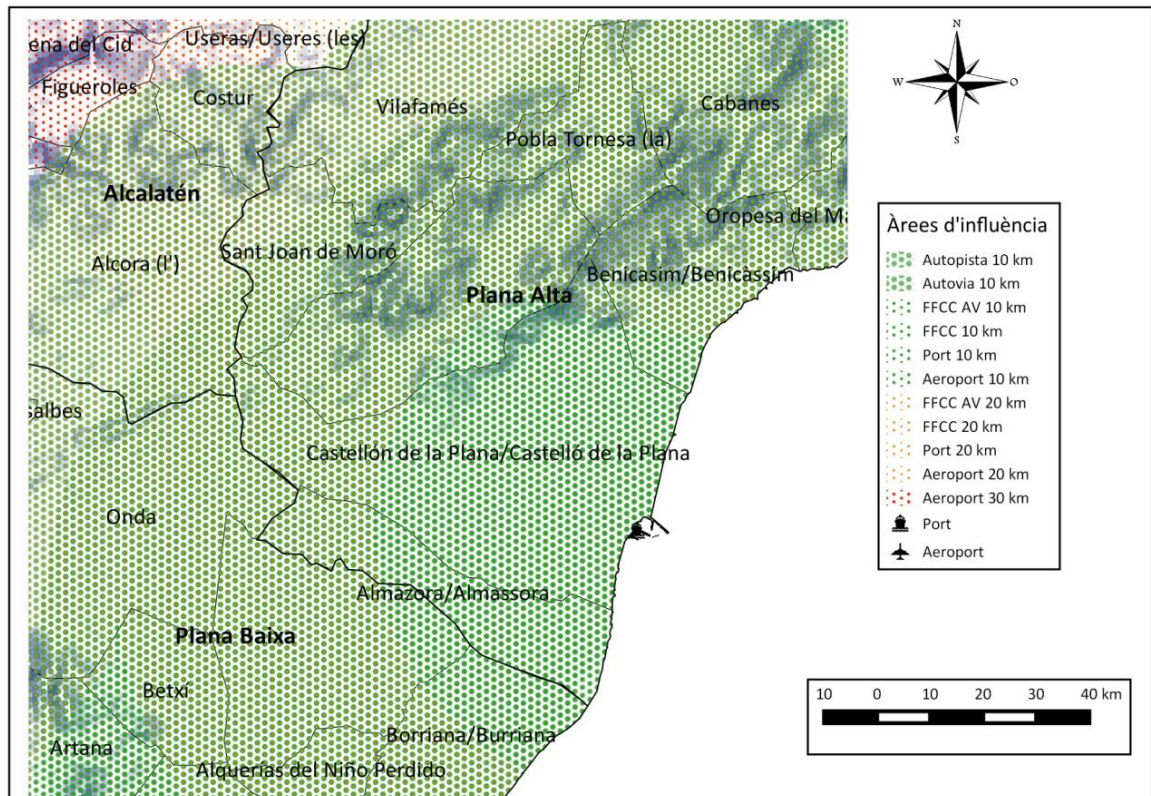 ena del Cid
Useras/Useres (les)
Figueroles
Costur
Vilafamés
Cabanes
Pobla Tornesa (la)
Alcalatén
Oropesa del Ma
Sant Joan de Moró
Alcora (l')
Benicasim/Benicàssim
Plana Alta
salbes
Castellón de la Plana/Castelló de la Plana
Onda
Almazora/Almassora
Plana Baixa
Betxí
Artana
Borriana/Burriana
Alquerías del Niño Perdido
N
W
O
S
Àrees d'influència
Autopista 10 km
Autovia 10 km
FFCC AV 10 km
FFCC 10 km
Port 10 km
Aeroport 10 km
FFCC AV 20 km
FFCC 20 km
Port 20 km
Aeroport 20 km
Aeroport 30 km
Port
Aeroport
10 0 10 20 30 40 km